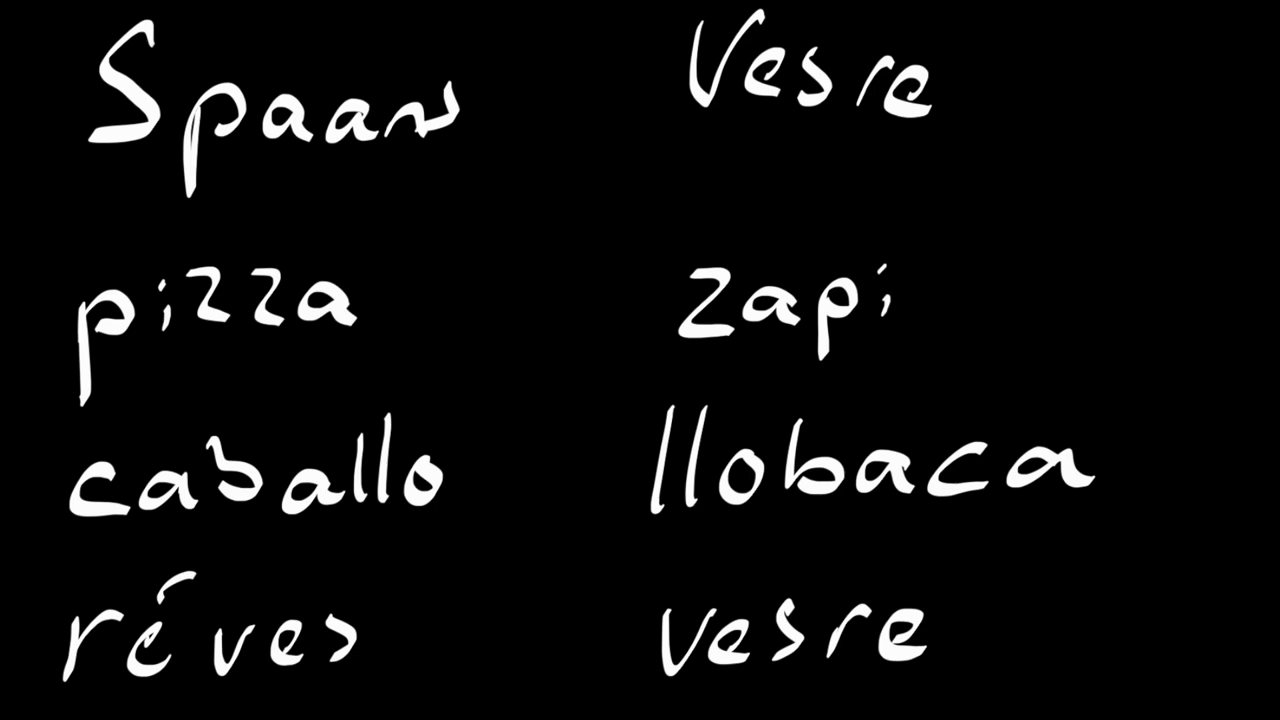 Spaans Vesre
pizza zapi
caballo llobaca
réves vesre